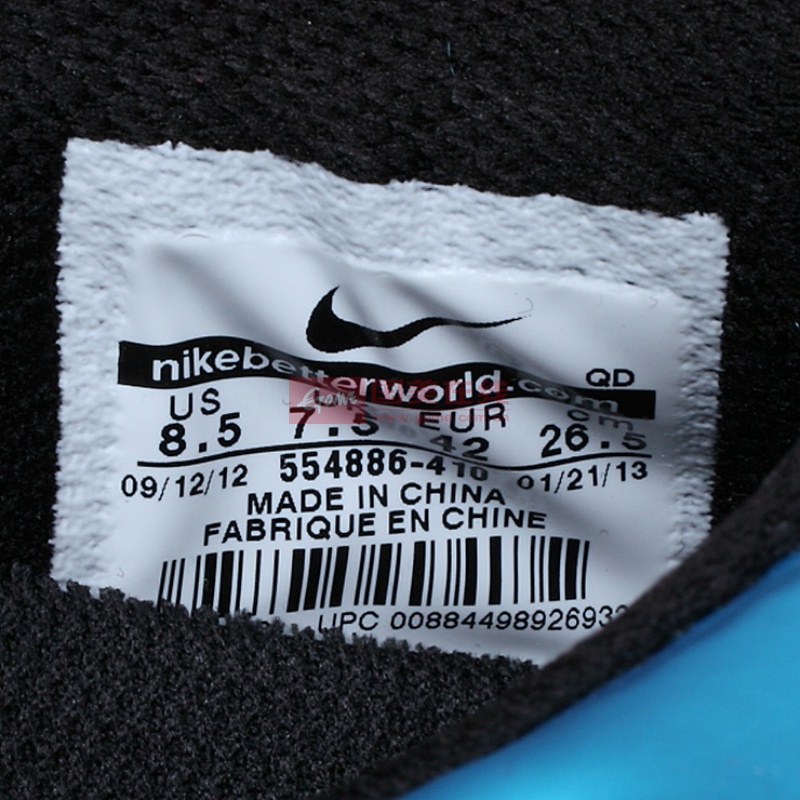 nikebetterworld.com QD
US EUR cm
8.5 7.5 42 26.5
09/12/12 554886-410 01/21/13
MADE IN CHINA
FABRIQUE EN CHINE
UPC 00884498926932